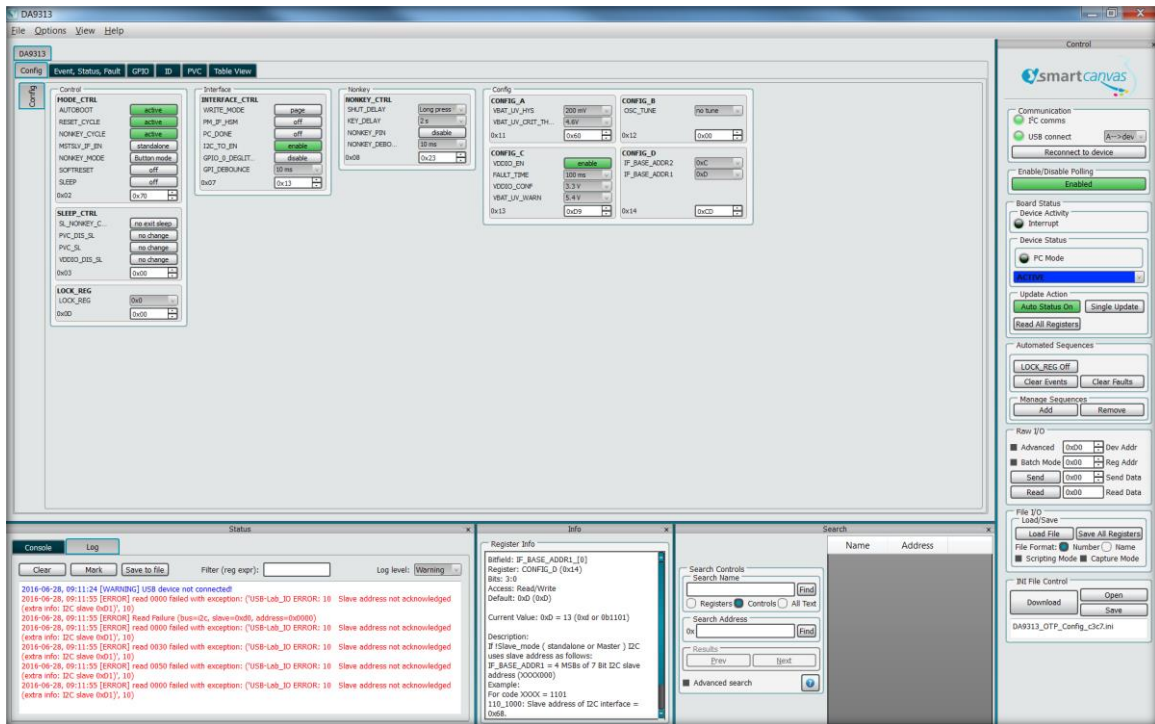 DA9313
File Options View Help
DA9313
Config Event, Status, Fault GPIO ID PVC Table View
Config
Control
MODE_CTRL
AUTOBOOT active
RESET_CYCLE active
NONKEY_CYCLE active
MSTSLV_IF_EN standalone
NONKEY_MODE Button mode
SOFTRESET off
SLEEP off
0x02 0x70
SLEEP_CTRL
SL_NONKEY_C... no exit sleep
PVC_DIS_SL no change
PVC_SL no change
VDDIO_DIS_SL no change
0x03 0x00
LOCK_REG
LOCK_REG 0x0
0x0D 0x00
Interface
INTERFACE_CTRL
WRITE_MODE page
PM_IF_HSM off
PC_DONE off
I2C_TO_EN enable
GPIO_0_DEGLIT... disable
GPI_DEBOUNCE 10 ms
0x07 0x13
Nonkey
NONKEY_CTRL
SHUT_DELAY Long press
KEY_DELAY 2 s
NONKEY_PIN disable
NONKEY_DEBO... 10 ms
0x08 0x23
Config
CONFIG_A
VBAT_UV_HYS 200 mV
VBAT_UV_CRIT_TH... 4.6V
0x11 0x60
CONFIG_B
OSC_TUNE no tune
0x12 0x00
CONFIG_C
VDDIO_EN enable
FAULT_TIME 100 ms
VDDIO_CONF 3.3 V
VBAT_UV_WARN 5.4 V
0x13 0xD9
CONFIG_D
IF_BASE_ADDR2 0xC
IF_BASE_ADDR1 0xD
0x14 0xCD
Control
smartcanvas
Communication
I²C comms
USB connect A-->dev
Reconnect to device
Enable/Disable Polling
Enabled
Board Status
Device Activity
Interrupt
Device Status
PC Mode
ACTIVE
Update Action
Auto Status On Single Update
Read All Registers
Automated Sequences
LOCK_REG Off
Clear Events Clear Faults
Manage Sequences
Add Remove
Raw I/O
Advanced 0xD0 Dev Addr
Batch Mode 0x00 Reg Addr
Send 0x00 Send Data
Read 0x00 Read Data
File I/O
Load/Save
Load File Save All Registers
File Format: Number Name
Scripting Mode Capture Mode
INI File Control
Download Open
Save
DA9313_OTP_Config_c3c7.ini
Status
Console Log
Clear Mark Save to file Filter (reg expr): Log level: Warning
2016-06-28, 09:11:24 [WARNING] USB device not connected!
2016-06-28, 09:11:55 [ERROR] read 0000 failed with exception: ('USB-Lab_IO ERROR: 10 Slave address not acknowledged
(extra info: I2C slave 0xD1)', 10)
2016-06-28, 09:11:55 [ERROR] Read Failure (bus=i2c, slave=0xd0, address=0x0000)
2016-06-28, 09:11:55 [ERROR] read 0000 failed with exception: ('USB-Lab_IO ERROR: 10 Slave address not acknowledged
(extra info: I2C slave 0xD1)', 10)
2016-06-28, 09:11:55 [ERROR] read 0030 failed with exception: ('USB-Lab_IO ERROR: 10 Slave address not acknowledged
(extra info: I2C slave 0xD1)', 10)
2016-06-28, 09:11:55 [ERROR] read 0050 failed with exception: ('USB-Lab_IO ERROR: 10 Slave address not acknowledged
(extra info: I2C slave 0xD1)', 10)
2016-06-28, 09:11:55 [ERROR] read 0000 failed with exception: ('USB-Lab_IO ERROR: 10 Slave address not acknowledged
(extra info: I2C slave 0xD1)', 10)
Info
Register Info
Bitfield: IF_BASE_ADDR1_[0]
Register: CONFIG_D (0x14)
Bits: 3:0
Access: Read/Write
Default: 0xD (0xD)
Current Value: 0xD = 13 (0xd or 0b1101)
Description:
If !Slave_mode ( standalone or Master ) I2C
uses slave address as follows:
IF_BASE_ADDR1 = 4 MSBs of 7 Bit I2C slave
address (XXXX000)
Example:
For code XXXX = 1101
110_1000: Slave address of I2C interface =
0x68.
Search
Search Controls
Search Name
Find
Registers Controls All Text
Search Address
0x Find
Results
Prev Next
Advanced search
Name Address